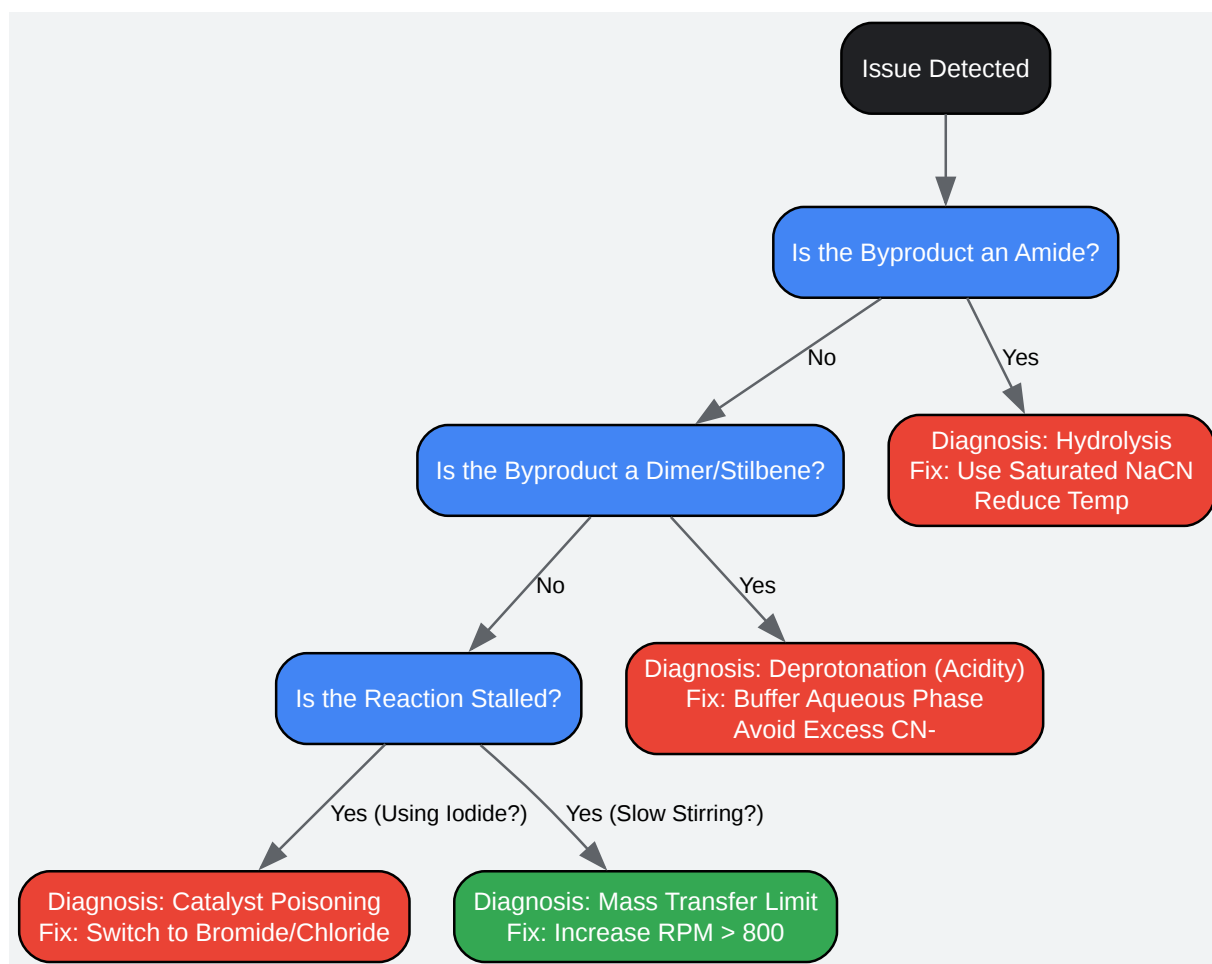 Issue Detected
Is the Byproduct an Amide?
No
Yes
Diagnosis: Hydrolysis
Fix: Use Saturated NaCN
Reduce Temp
Is the Byproduct a Dimer/Stilbene?
No
Yes
Diagnosis: Deprotonation (Acidity)
Fix: Buffer Aqueous Phase
Avoid Excess CN-
Is the Reaction Stalled?
Yes (Using Iodide?)
Yes (Slow Stirring?)
Diagnosis: Catalyst Poisoning
Fix: Switch to Bromide/Chloride
Diagnosis: Mass Transfer Limit
Fix: Increase RPM > 800